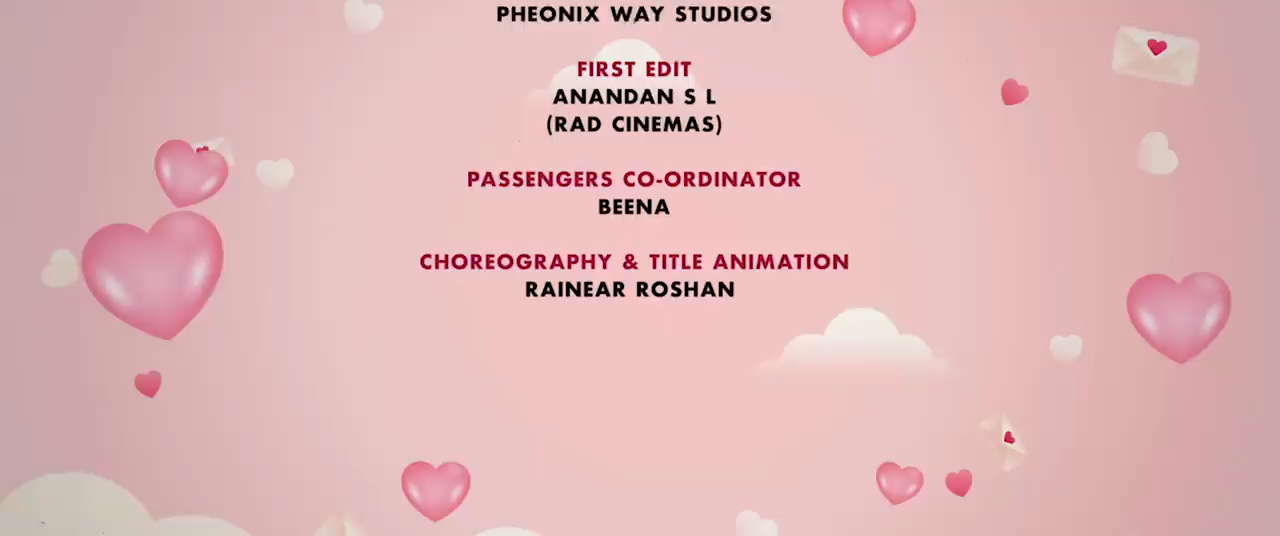 PHEONIX WAY STUDIOS
FIRST EDIT
ANANDAN S L
(RAD CINEMAS)
PASSENGERS CO-ORDINATOR
BEENA
CHOREOGRAPHY & TITLE ANIMATION
RAINEAR ROSHAN